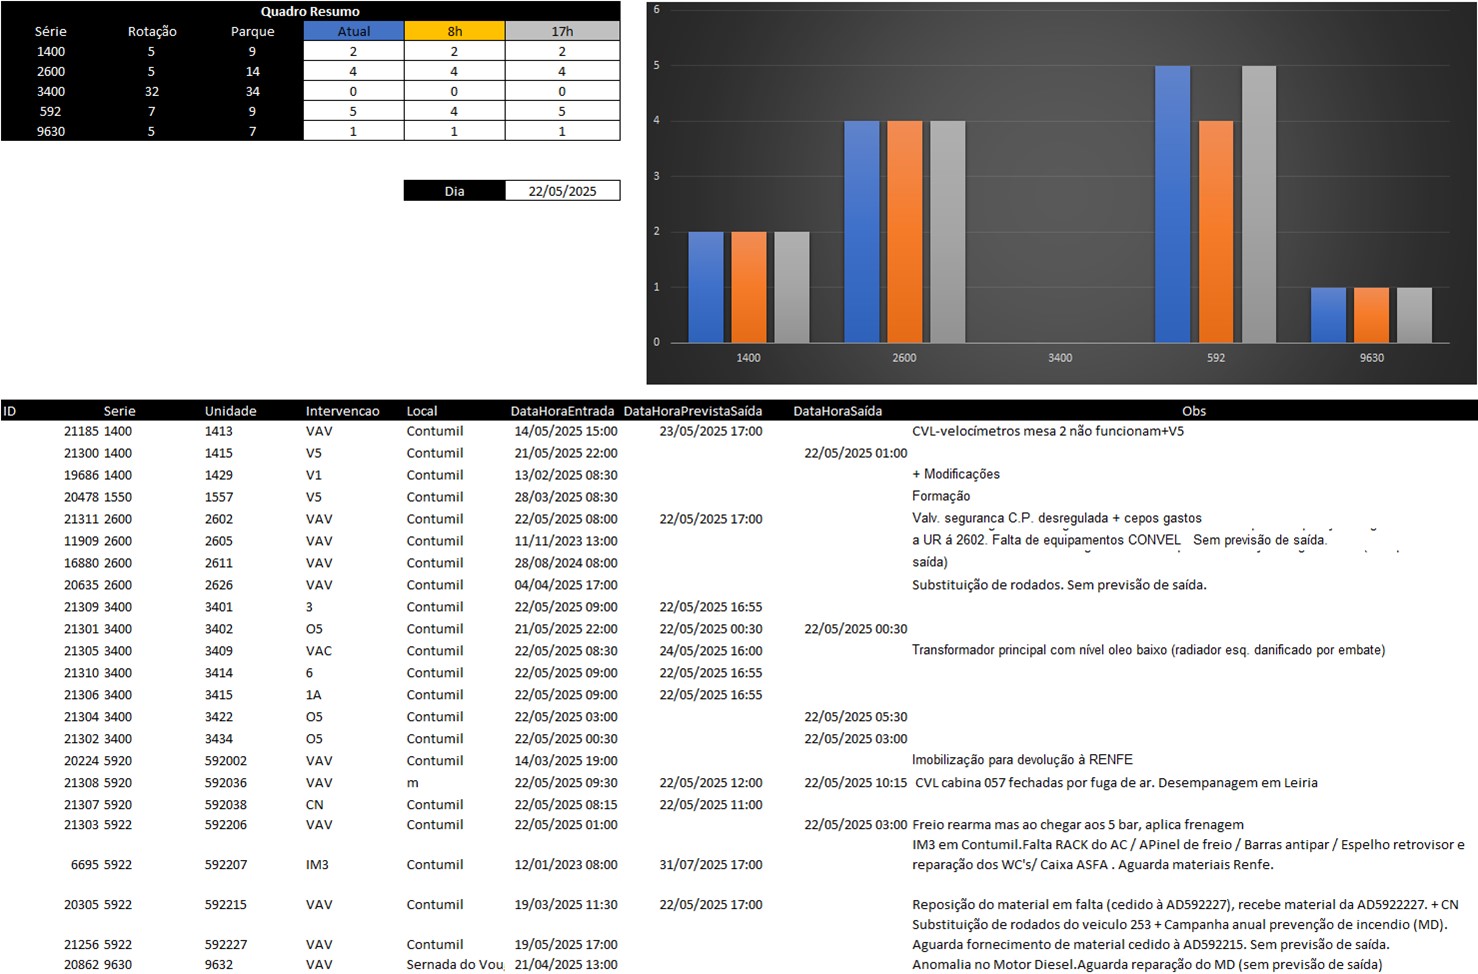 Quadro Resumo
Série Rotação Parque Atual 8h 17h
1400 5 9 2 2 2
2600 5 14 4 4 4
3400 32 34 0 0 0
592 7 9 5 4 5
9630 5 7 1 1 1
Dia 22/05/2025
6
5
4
3
2
1
0
1400 2600 3400 592 9630
ID Serie Unidade Intervencao Local DataHoraEntrada DataHoraPrevistaSaída DataHoraSaída Obs
21185 1400 1413 VAV Contumil 14/05/2025 15:00 23/05/2025 17:00 CVL-velocímetros mesa 2 não funcionam+V5
21300 1400 1415 V5 Contumil 21/05/2025 22:00 22/05/2025 01:00
19686 1400 1429 V1 Contumil 13/02/2025 08:30 + Modificações
20478 1550 1557 V5 Contumil 28/03/2025 08:30 Formação
21311 2600 2602 VAV Contumil 22/05/2025 08:00 22/05/2025 17:00 Valv. seguranca C.P. desregulada + cepos gastos
11909 2600 2605 VAV Contumil 11/11/2023 13:00 a UR á 2602. Falta de equipamentos CONVEL Sem previsão de saída.
16880 2600 2611 VAV Contumil 28/08/2024 08:00 saída)
20635 2600 2626 VAV Contumil 04/04/2025 17:00 Substituição de rodados. Sem previsão de saída.
21309 3400 3401 3 Contumil 22/05/2025 09:00 22/05/2025 16:55
21301 3400 3402 O5 Contumil 21/05/2025 22:00 22/05/2025 00:30 22/05/2025 00:30
21305 3400 3409 VAC Contumil 22/05/2025 08:30 24/05/2025 16:00 Transformador principal com nível oleo baixo (radiador esq. danificado por embate)
21310 3400 3414 6 Contumil 22/05/2025 09:00 22/05/2025 16:55
21306 3400 3415 1A Contumil 22/05/2025 09:00 22/05/2025 16:55
21304 3400 3422 O5 Contumil 22/05/2025 03:00 22/05/2025 05:30
21302 3400 3434 O5 Contumil 22/05/2025 00:30 22/05/2025 03:00
20224 5920 592002 VAV Contumil 14/03/2025 19:00 Imobilização para devolução à RENFE
21308 5920 592036 VAV m 22/05/2025 09:30 22/05/2025 12:00 22/05/2025 10:15 CVL cabina 057 fechadas por fuga de ar. Desempanagem em Leiria
21307 5920 592038 CN Contumil 22/05/2025 08:15 22/05/2025 11:00
21303 5922 592206 VAV Contumil 22/05/2025 01:00 22/05/2025 03:00 Freio rearma mas ao chegar aos 5 bar, aplica frenagem
IM3 em Contumil.Falta RACK do AC / APinel de freio / Barras antipar / Espelho retrovisor e
6695 5922 592207 IM3 Contumil 12/01/2023 08:00 31/07/2025 17:00 reparação dos WC's/ Caixa ASFA . Aguarda materiais Renfe.
20305 5922 592215 VAV Contumil 19/03/2025 11:30 22/05/2025 17:00 Reposição do material em falta (cedido à AD592227), recebe material da AD592227. + CN
Substituição de rodados do veiculo 253 + Campanha anual prevenção de incendio (MD).
21256 5922 592227 VAV Contumil 19/05/2025 17:00 Aguarda fornecimento de material cedido à AD592215. Sem previsão de saída.
20862 9630 9632 VAV Sernada do Vou 21/04/2025 13:00 Anomalia no Motor Diesel.Aguarda reparação do MD (sem previsão de saída)